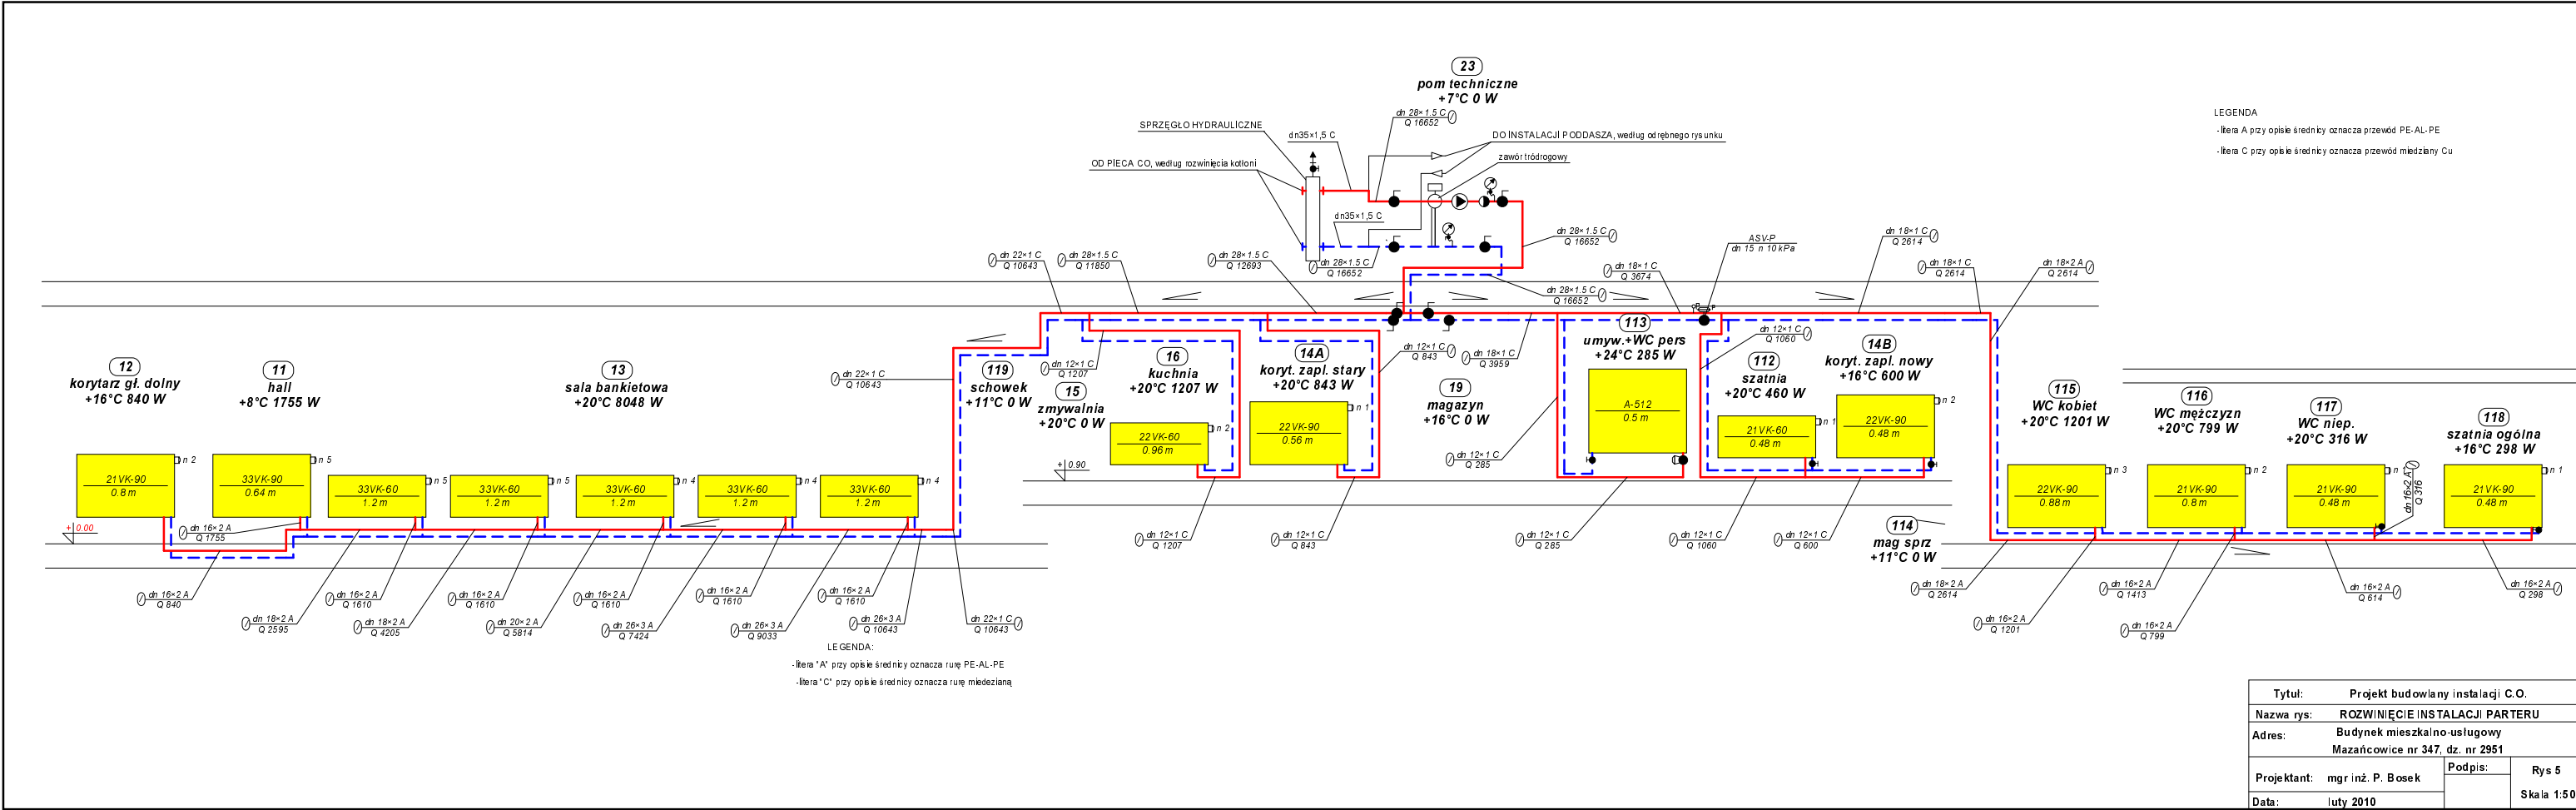 23
pom techniczne
+7°C 0 W
dn 28×1.5 C
Q 16652
SPRZĘGŁO HYDRAULICZNE
dn35×1,5 C
DO INSTALACJI PODDASZA, według odrębnego rysunku
OD PIECA CO, według rozwinięcia kotłoni
zawór tródrogowy
dn35×1,5 C
LEGENDA
-litera A przy opisie średnicy oznacza przewód PE-AL-PE
-litera C przy opisie średnicy oznacza przewód miedziany Cu
dn 22×1 C
Q 10643
dn 28×1.5 C
Q 11850
dn 28×1.5 C
Q 12693
dn 28×1.5 C
Q 16652
dn 28×1.5 C
Q 16652
dn 28×1.5 C
Q 16652
dn 18×1 C
Q 3674
ASV-P
dn 15 n 10 kPa
dn 18×1 C
Q 2614
dn 18×1 C
Q 2614
dn 18×2 A
Q 2614
12
korytarz gł. dolny
+16°C 840 W
11
hall
+8°C 1755 W
13
sala bankietowa
+20°C 8048 W
dn 22×1 C
Q 10643
119
schowek
+11°C 0 W
dn 12×1 C
Q 1207
15
zmywalnia
+20°C 0 W
16
kuchnia
+20°C 1207 W
14A
koryt. zapl. stary
+20°C 843 W
dn 12×1 C
Q 843
dn 18×1 C
Q 3959
19
magazyn
+16°C 0 W
113
umyw.+WC pers
+24°C 285 W
dn 12×1 C
Q 1060
112
szatnia
+20°C 460 W
14B
koryt. zapl. nowy
+16°C 600 W
115
WC kobiet
+20°C 1201 W
116
WC mężczyzn
+20°C 799 W
117
WC niep.
+20°C 316 W
118
szatnia ogólna
+16°C 298 W
21VK-90
0.8 m
n 2
33VK-90
0.64 m
n 5
33VK-60
1.2 m
n 5
33VK-60
1.2 m
n 5
33VK-60
1.2 m
n 4
33VK-60
1.2 m
n 4
33VK-60
1.2 m
n 4
22VK-60
0.96 m
n 2
22VK-90
0.56 m
n 1
A-512
0.5 m
21VK-60
0.48 m
n 1
22VK-90
0.48 m
n 2
22VK-90
0.88 m
n 3
21VK-90
0.8 m
n 2
21VK-90
0.48 m
n 1
dn 16×2 A
Q 316
21VK-90
0.48 m
n 1
+0.00
+0.90
dn 16×2 A
Q 1755
dn 12×1 C
Q 285
dn 12×1 C
Q 1207
dn 12×1 C
Q 843
dn 12×1 C
Q 285
dn 12×1 C
Q 1060
dn 12×1 C
Q 600
114
mag sprz
+11°C 0 W
dn 16×2 A
Q 840
dn 18×2 A
Q 2595
dn 16×2 A
Q 1610
dn 18×2 A
Q 4205
dn 16×2 A
Q 1610
dn 20×2 A
Q 5814
dn 16×2 A
Q 1610
dn 26×3 A
Q 7424
dn 16×2 A
Q 1610
dn 26×3 A
Q 9033
dn 16×2 A
Q 1610
dn 26×3 A
Q 10643
dn 22×1 C
Q 10643
dn 18×2 A
Q 2614
dn 16×2 A
Q 1201
dn 16×2 A
Q 1413
dn 16×2 A
Q 799
dn 16×2 A
Q 614
dn 16×2 A
Q 298
LEGENDA:
-litera "A" przy opisie średnicy oznacza rurę PE-AL-PE
-litera "C" przy opisie średnicy oznacza rurę miedezianą
Tytuł: Projekt budowlany instalacji C.O.
Nazwa rys: ROZWINIĘCIE INSTALACJI PARTERU
Adres: Budynek mieszkalno-usługowy
Mazańcowice nr 347, dz. nr 2951
Projektant: mgr inż. P. Bosek
Podpis:
Rys 5
Skala 1:50
Data: luty 2010